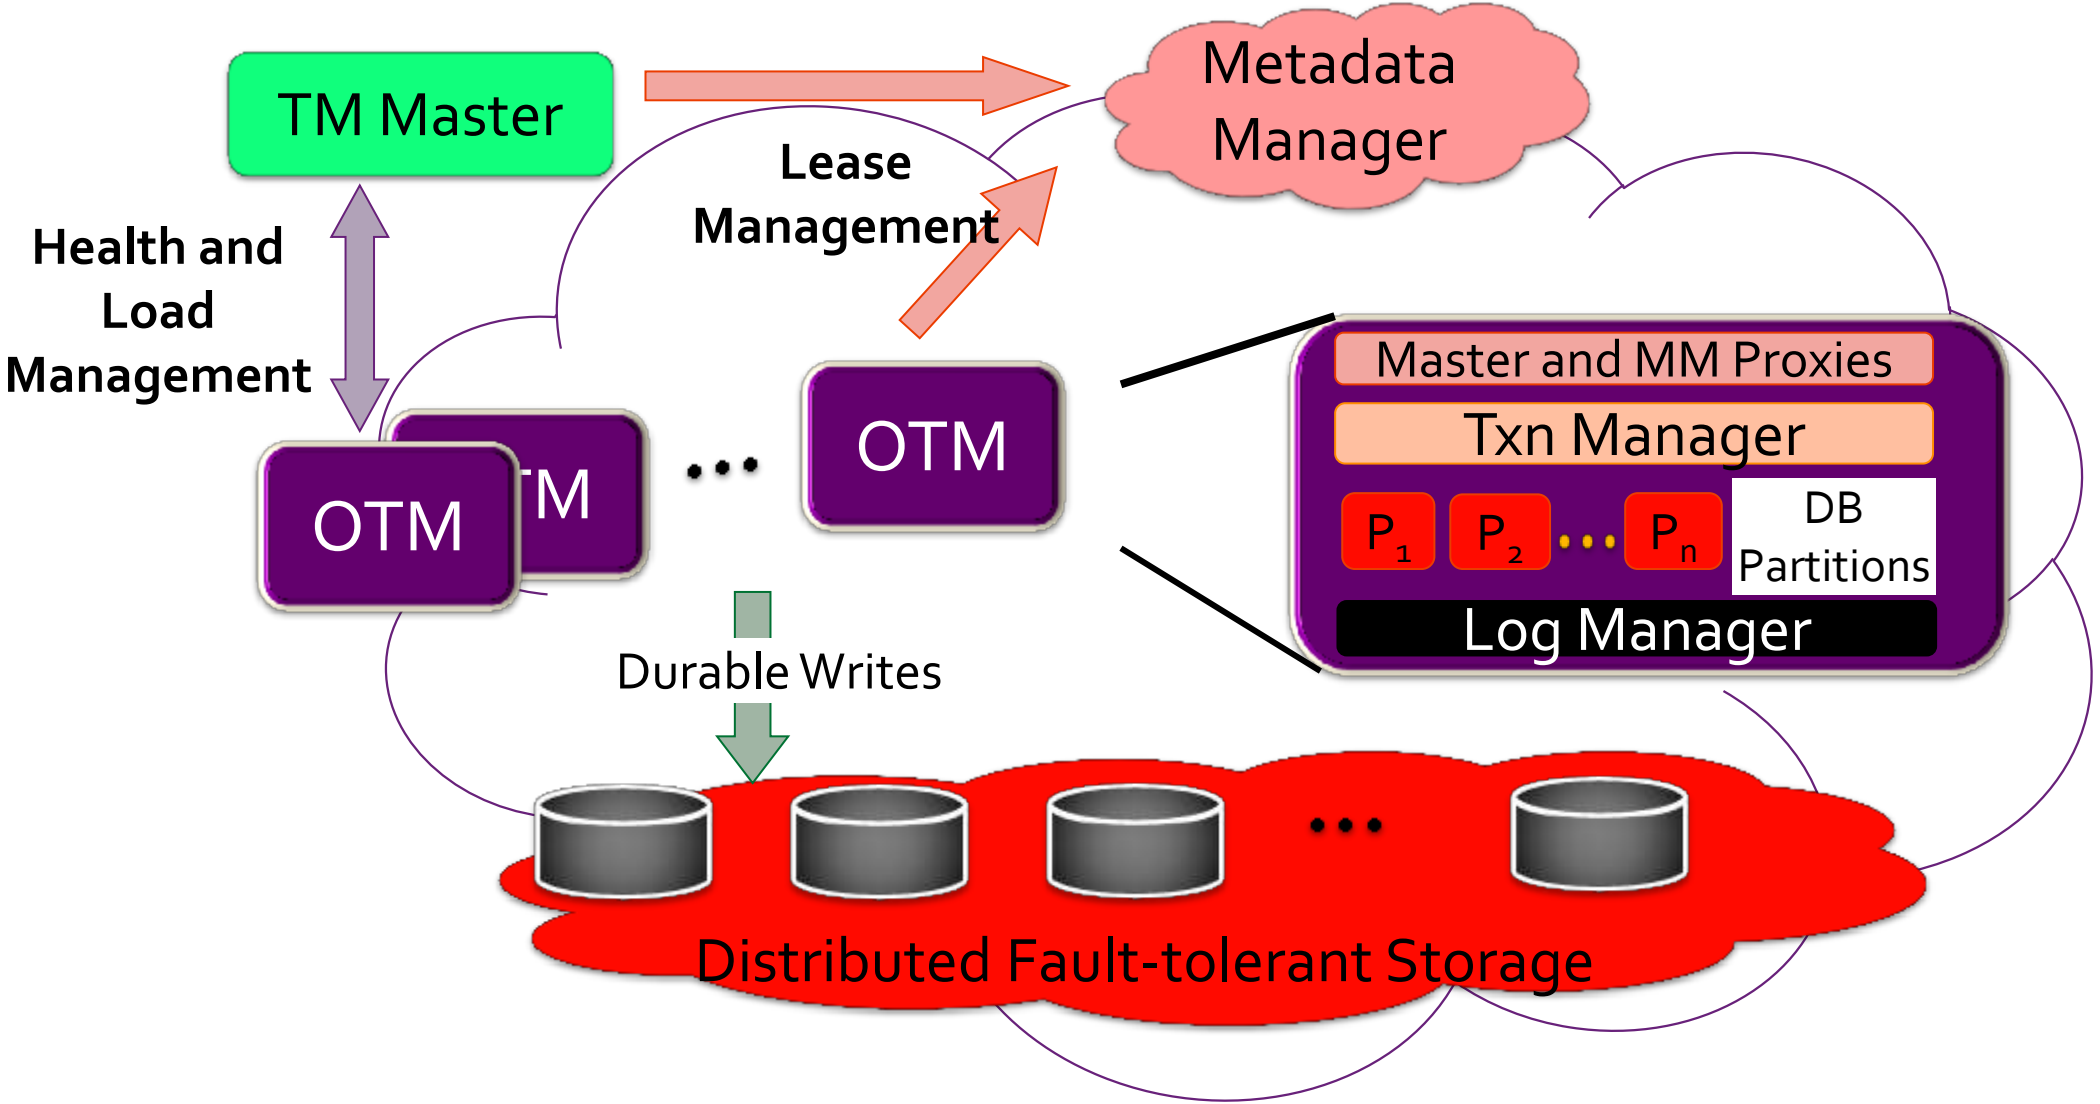 TM Master
Metadata
Manager
Lease
Management
Health and
Load
Management
OTM
TM
OTM
Master and MM Proxies
Txn Manager
P1 P2 Pn
DB
Partitions
Log Manager
Durable Writes
Distributed Fault-tolerant Storage